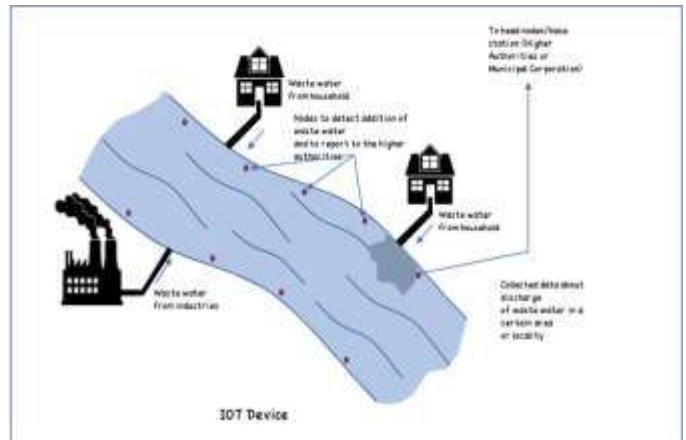 To head nodes/base
station (Higher
Authorities or
Municipal Corporation)
Waste water
from household
Nodes to detect addition of
waste water
and to report to the higher
authorities
Waste water
from household
Waste water
from industries
Collected data about
discharge
of waste water in a
certain area
or locality
IOT Device